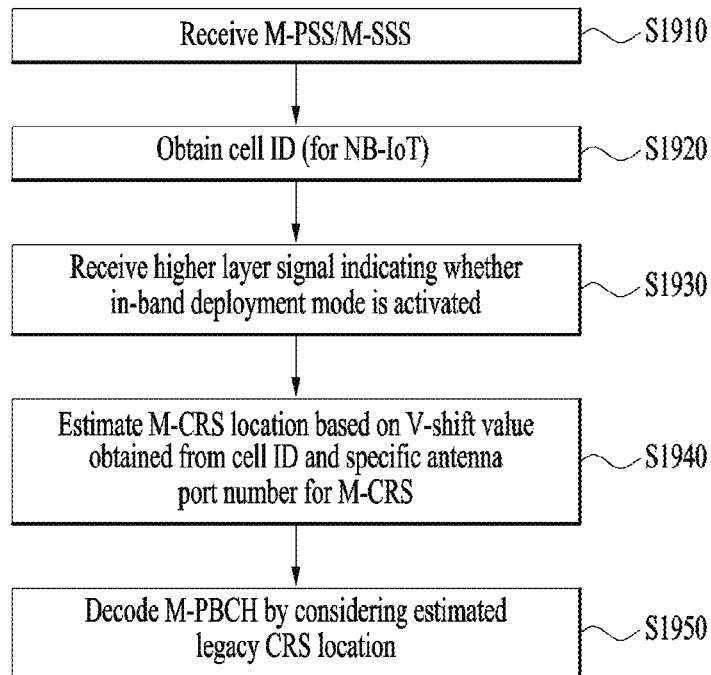 Receive M-PSS/M-SSS
S1910
Obtain cell ID (for NB-IoT)
S1920
Receive higher layer signal indicating whether
in-band deployment mode is activated
S1930
Estimate M-CRS location based on V-shift value
obtained from cell ID and specific antenna
port number for M-CRS
S1940
Decode M-PBCH by considering estimated
legacy CRS location
S1950